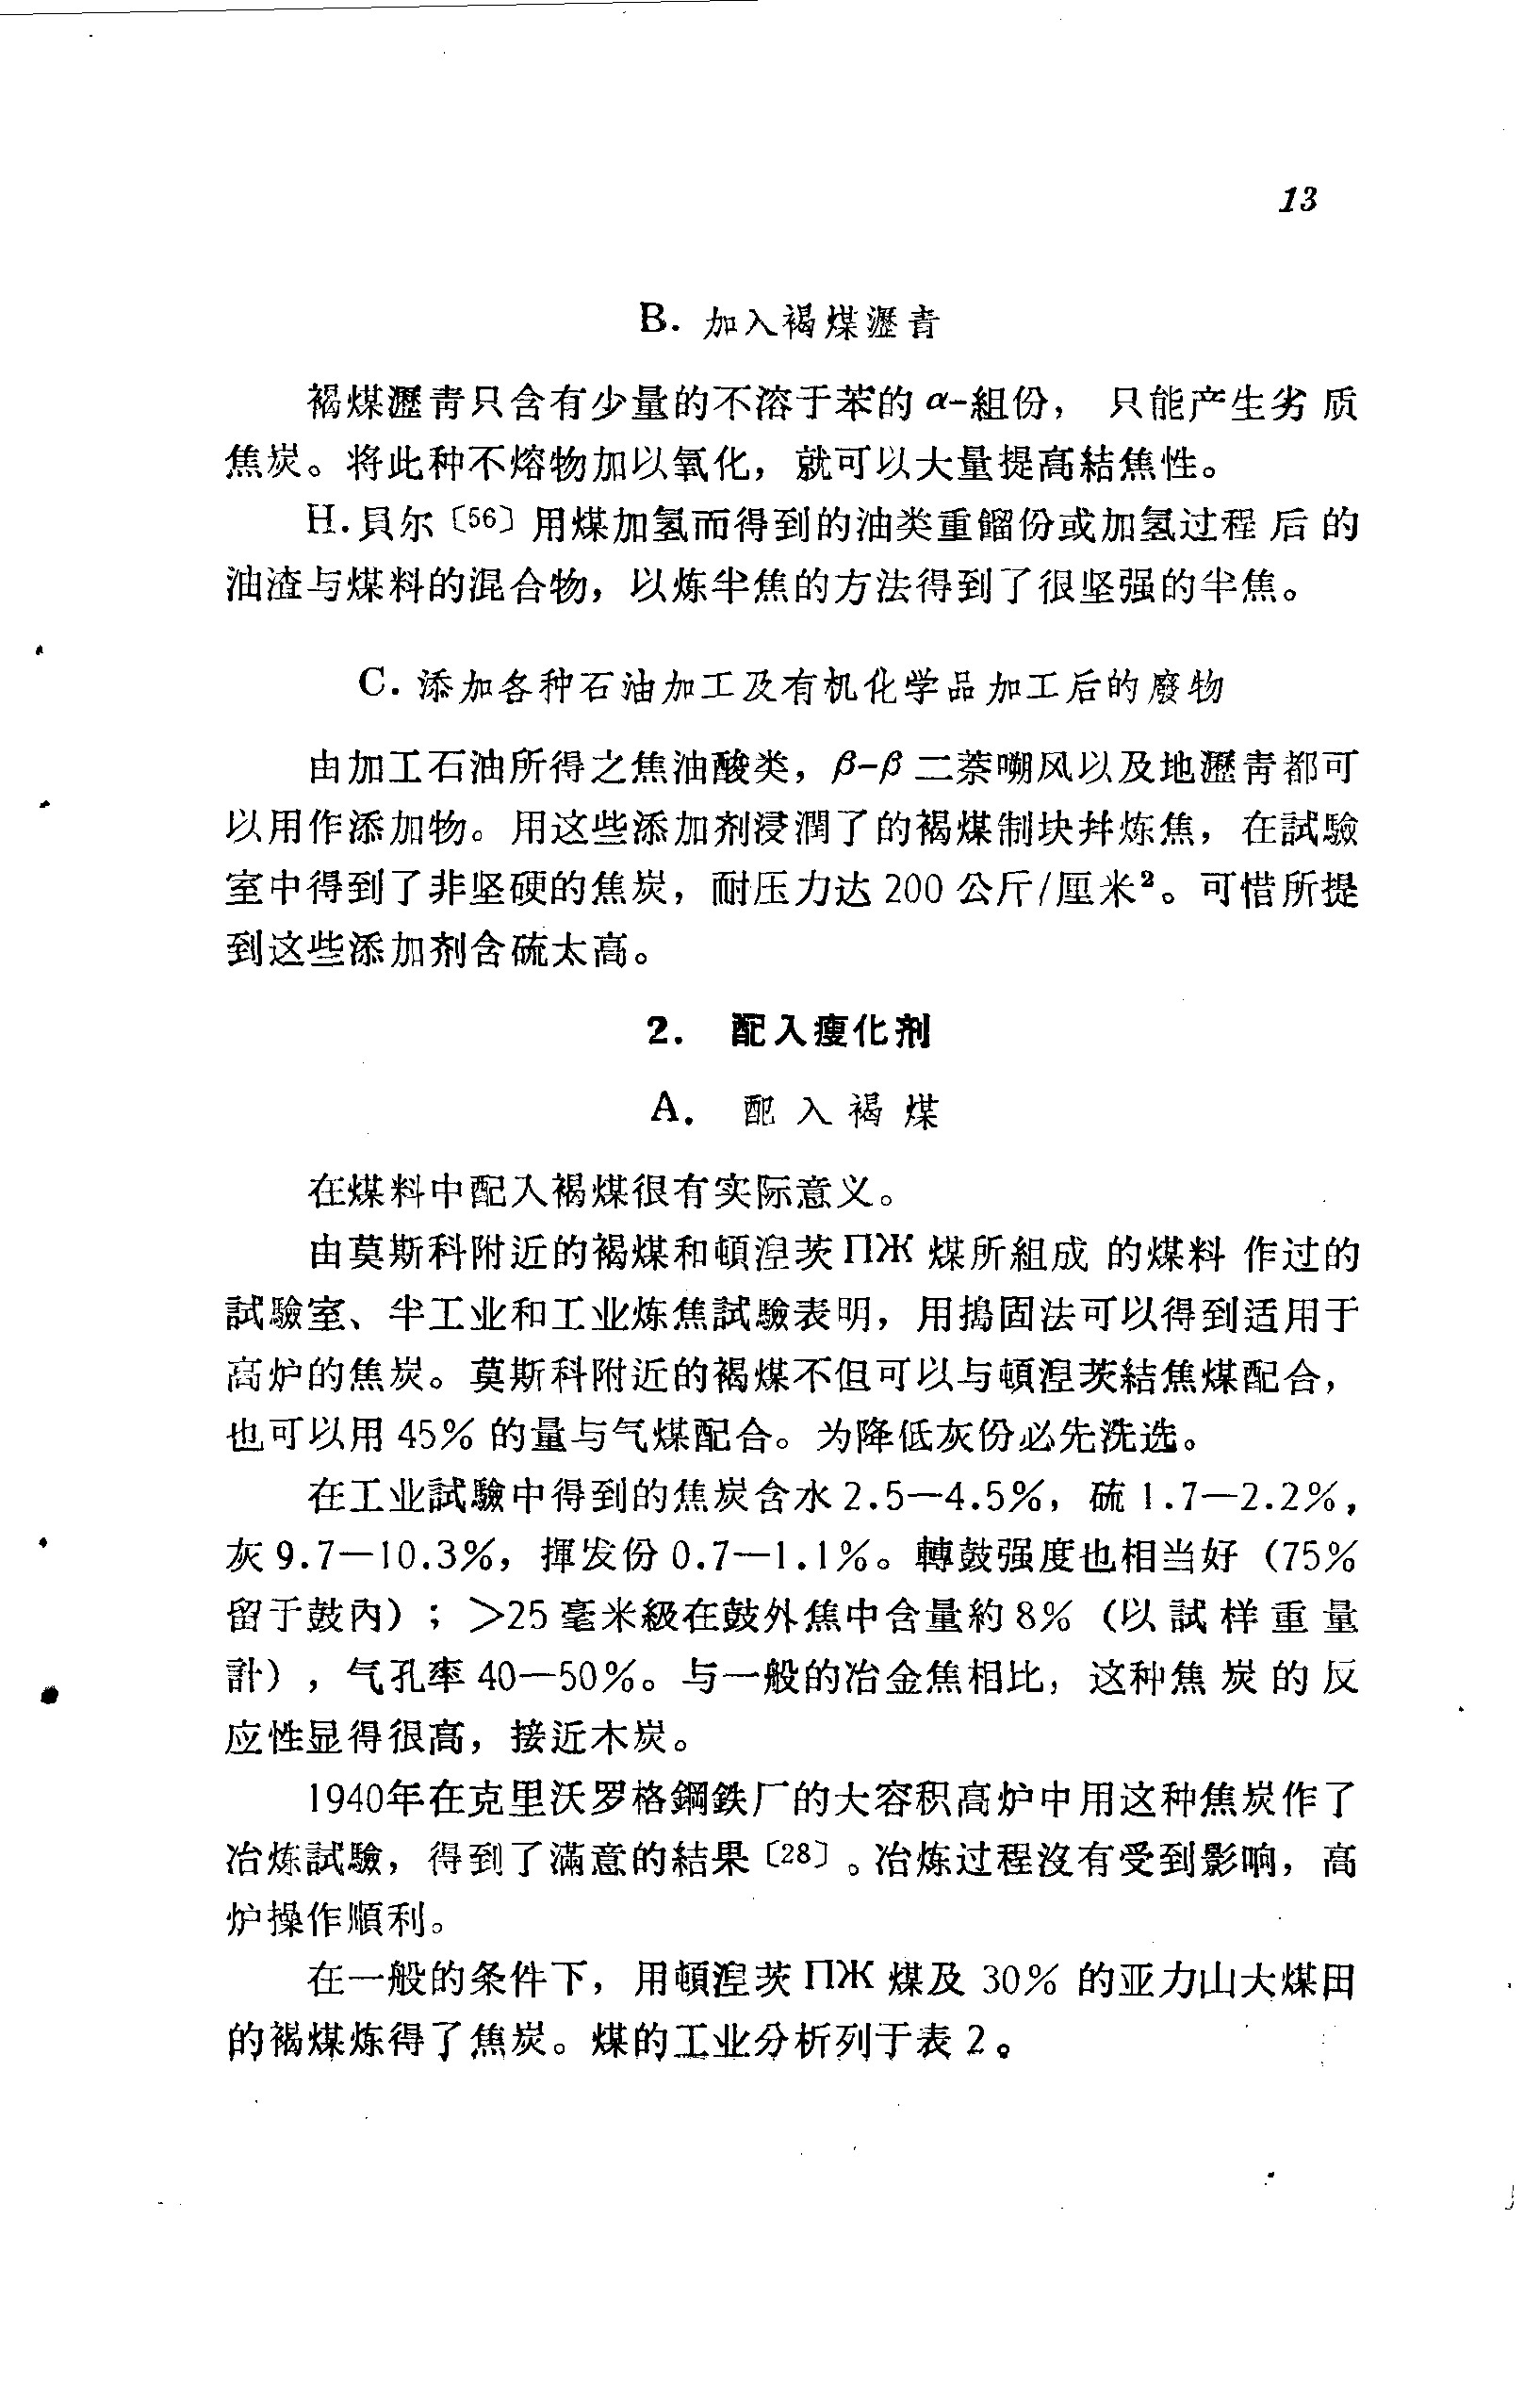 13
B. 加入褐煤瀝青
褐煤瀝青只含有少量的不溶于苯的α-組份， 只能产生劣质
焦炭。将此种不熔物加以氧化，就可以大量提高結焦性。
H.貝尔〔56〕用煤加氢而得到的油类重餾份或加氢过程后的
油渣与煤料的混合物，以炼半焦的方法得到了很坚强的半焦。
C. 添加各种石油加工及有机化学品加工后的廢物
由加工石油所得之焦油酸类，β-β二萘嘲风以及地瀝青都可
以用作添加物。用这些添加剂浸潤了的褐煤制块幷炼焦，在試驗
室中得到了非坚硬的焦炭，耐压力达 200 公斤/厘米²。可惜所提
到这些添加剂含硫太高。
2. 配入瘦化剂
A. 配入褐煤
在煤料中配入褐煤很有实际意义。
由莫斯科附近的褐煤和頓涅茨ПЖ 煤所組成的煤料作过的
試驗室、半工业和工业炼焦試驗表明，用搗固法可以得到适用于
高炉的焦炭。莫斯科附近的褐煤不但可以与頓涅茨結焦煤配合，
也可以用 45% 的量与气煤配合。为降低灰份必先洗选。
在工业試驗中得到的焦炭含水 2.5—4.5%，硫 1.7—2.2%，
灰 9.7—10.3%，揮发份 0.7—1.1%。轉鼓强度也相当好（75%
留于鼓内）；>25 毫米級在鼓外焦中含量約 8%（以試样重量
計），气孔率 40—50%。与一般的冶金焦相比，这种焦炭的反
应性显得很高，接近木炭。
1940年在克里沃罗格鋼鉄厂的大容积高炉中用这种焦炭作了
冶炼試驗，得到了滿意的結果〔28〕。冶炼过程沒有受到影响，高
炉操作順利。
在一般的条件下，用頓涅茨 ПЖ 煤及 30% 的亚力山大煤田
的褐煤炼得了焦炭。煤的工业分析列于表 2。